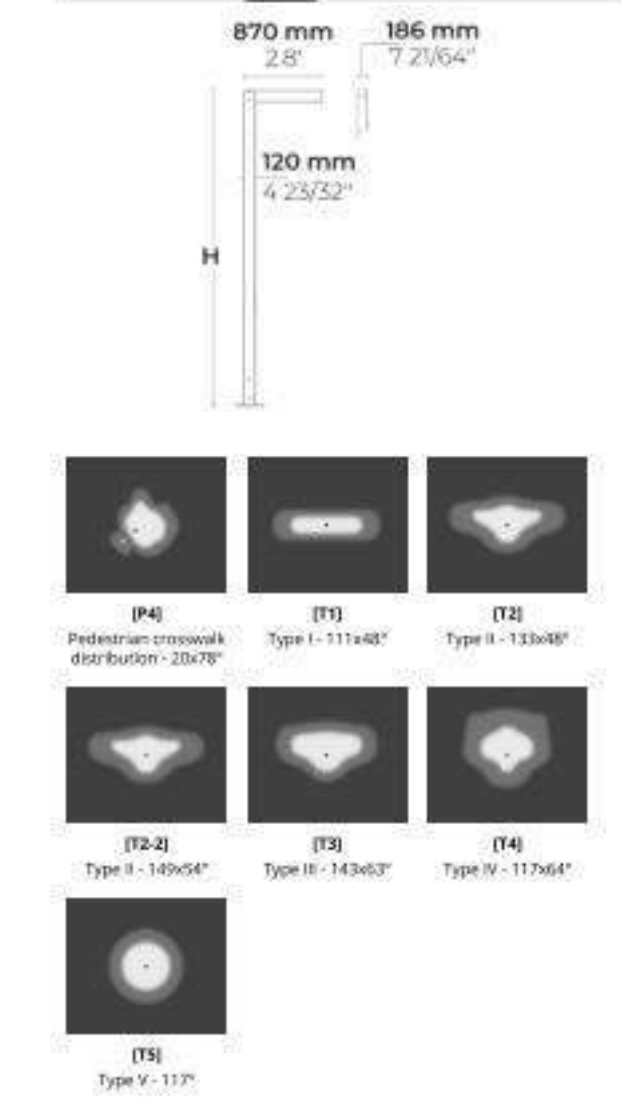 870 mm
2.8'
186 mm
7 21/64"
120 mm
4 23/32"
H
[P4]
Pedestrian crosswalk
distribution - 20x78°
[T1]
Type I - 111x48°
[T2]
Type II - 133x48°
[T2-2]
Type II - 149x54°
[T3]
Type III - 143x63°
[T4]
Type IV - 117x64°
[T5]
Type V - 117°